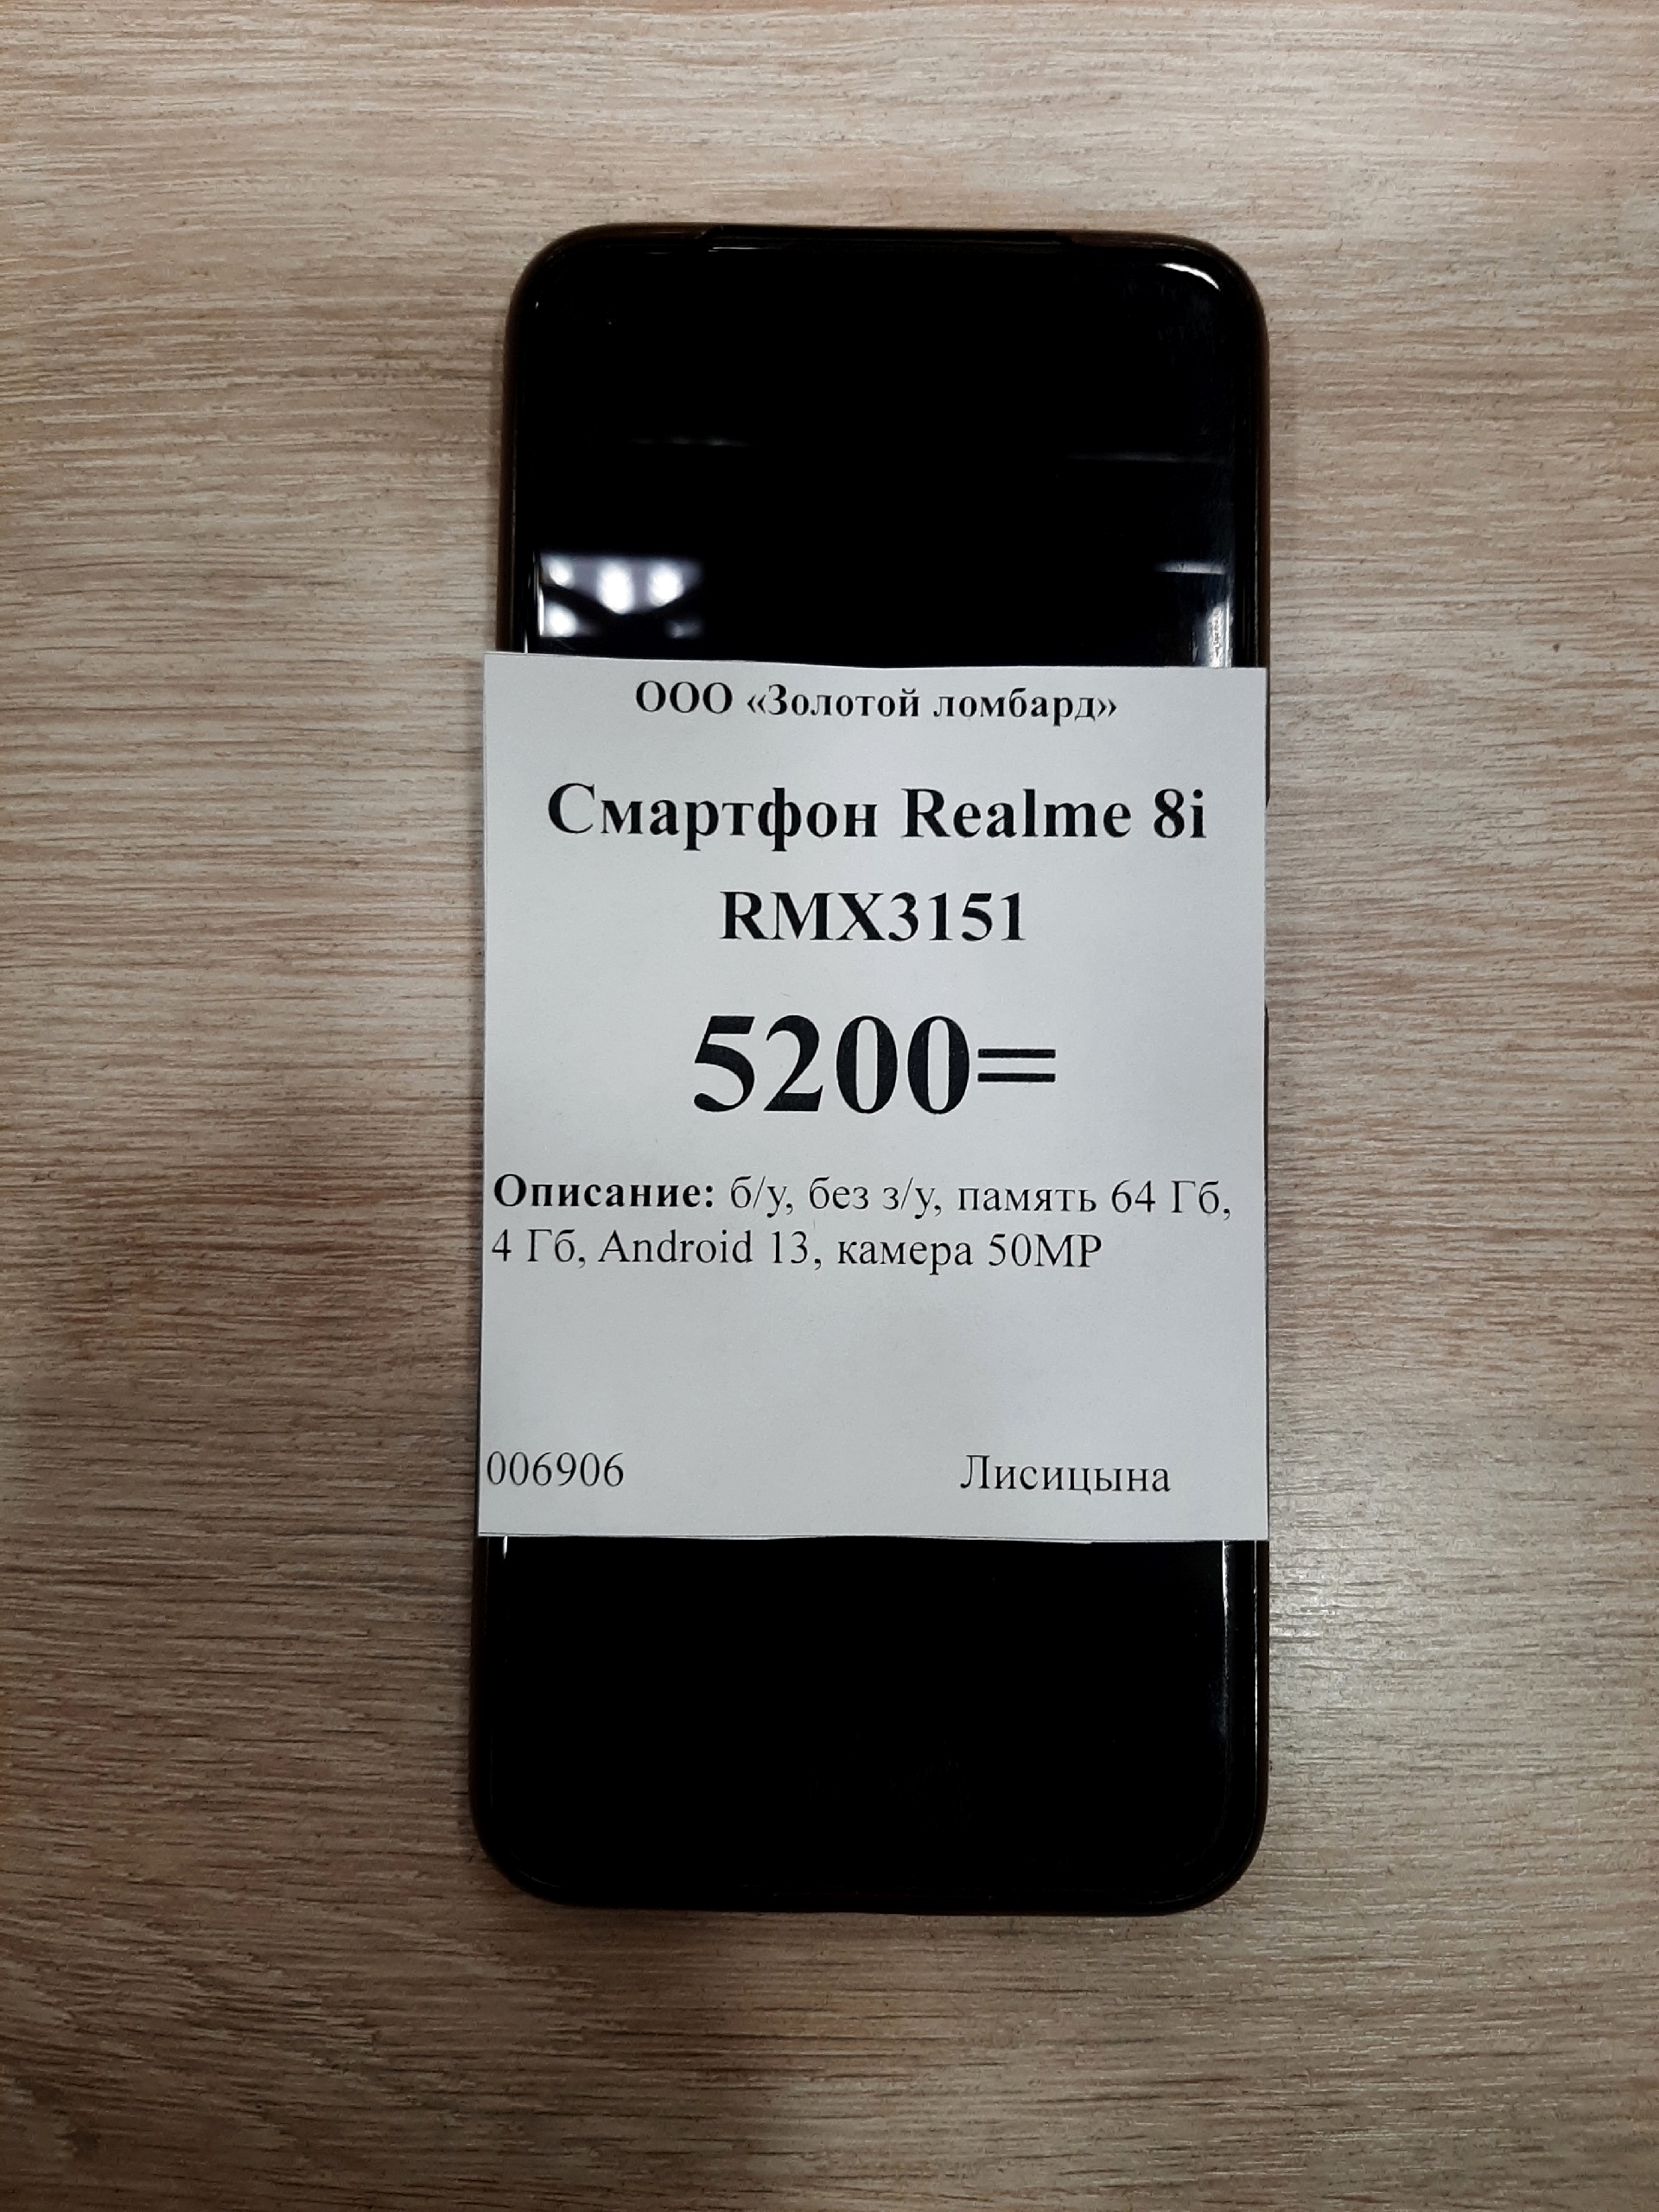 ООО «Золотой ломбард»
Смартфон Realme 8i
RMX3151
5200=
Описание: б/у, без з/у, память 64 Гб,
4 Гб, Android 13, камера 50МР
006906 Лисицына